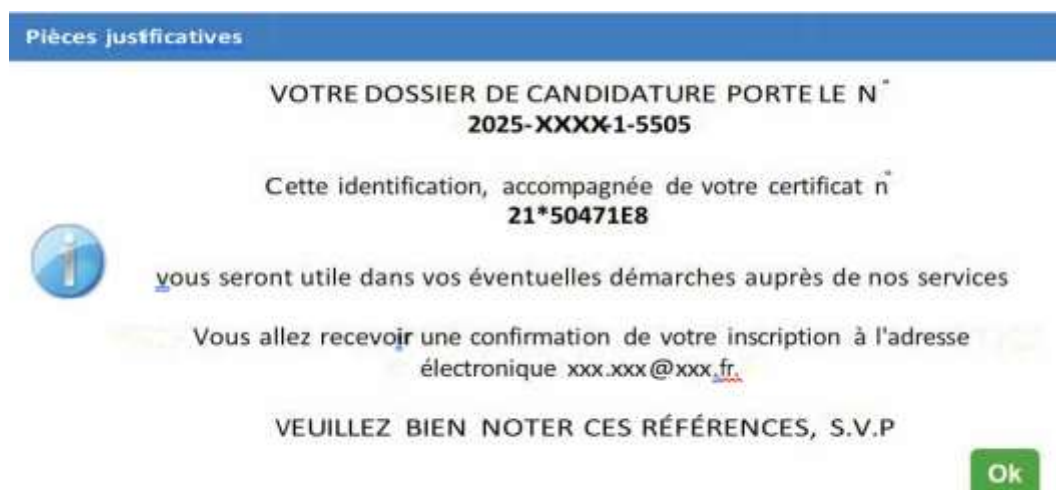 Pièces justificatives
VOTRE DOSSIER DE CANDIDATURE PORTE LE N°
2025-XXXX-1-5505
Cette identification, accompagnée de votre certificat n°
21*50471E8
vous seront utile dans vos éventuelles démarches auprès de nos services
Vous allez recevoir une confirmation de votre inscription à l'adresse
électronique xxx.xxx@xxx.fr.
VEUILLEZ BIEN NOTER CES RÉFÉRENCES, S.V.P
Ok